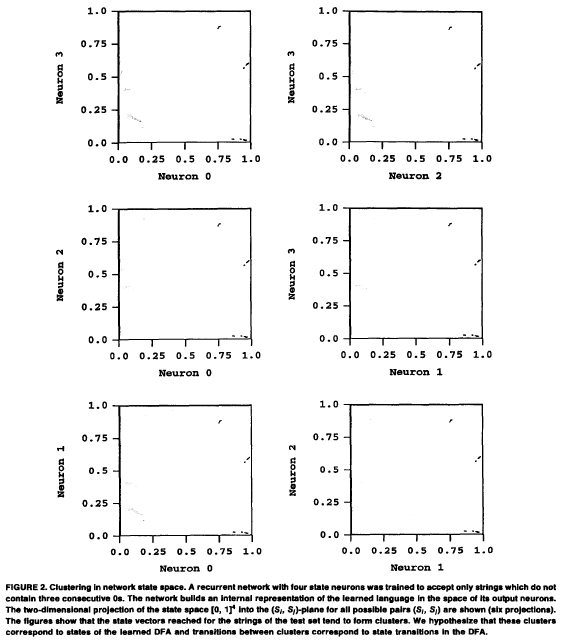 1.0
1.0
0.75
0.75
Neuron 3
Neuron 3
0.5
0.5
0.25
0.25
0.0
0.0
0.0 0.25 0.5 0.75 1.0
0.0 0.25 0.5 0.75 1.0
Neuron 0
Neuron 2
1.0
1.0
0.75
0.75
Neuron 2
Neuron 3
0.5
0.5
0.25
0.25
0.0
0.0
0.0 0.25 0.5 0.75 1.0
0.0 0.25 0.5 0.75 1.0
Neuron 0
Neuron 1
1.0
1.0
0.75
0.75
Neuron 1
Neuron 2
0.5
0.5
0.25
0.25
0.0
0.0
0.0 0.25 0.5 0.75 1.0
0.0 0.25 0.5 0.75 1.0
Neuron 0
Neuron 1
FIGURE 2. Clustering in network state space. A recurrent network with four state neurons was trained to accept only strings which do not
contain three consecutive 0s. The network builds an internal representation of the learned language in the space of its output neurons.
The two-dimensional projection of the state space [0, 1]⁴ into the (Sᵢ, Sⱼ)-plane for all possible pairs (Sᵢ, Sⱼ) are shown (six projections).
The figures show that the state vectors reached for the strings of the test set tend to form clusters. We hypothesize that these clusters
correspond to states of the learned DFA and transitions between clusters correspond to state transitions in the DFA.